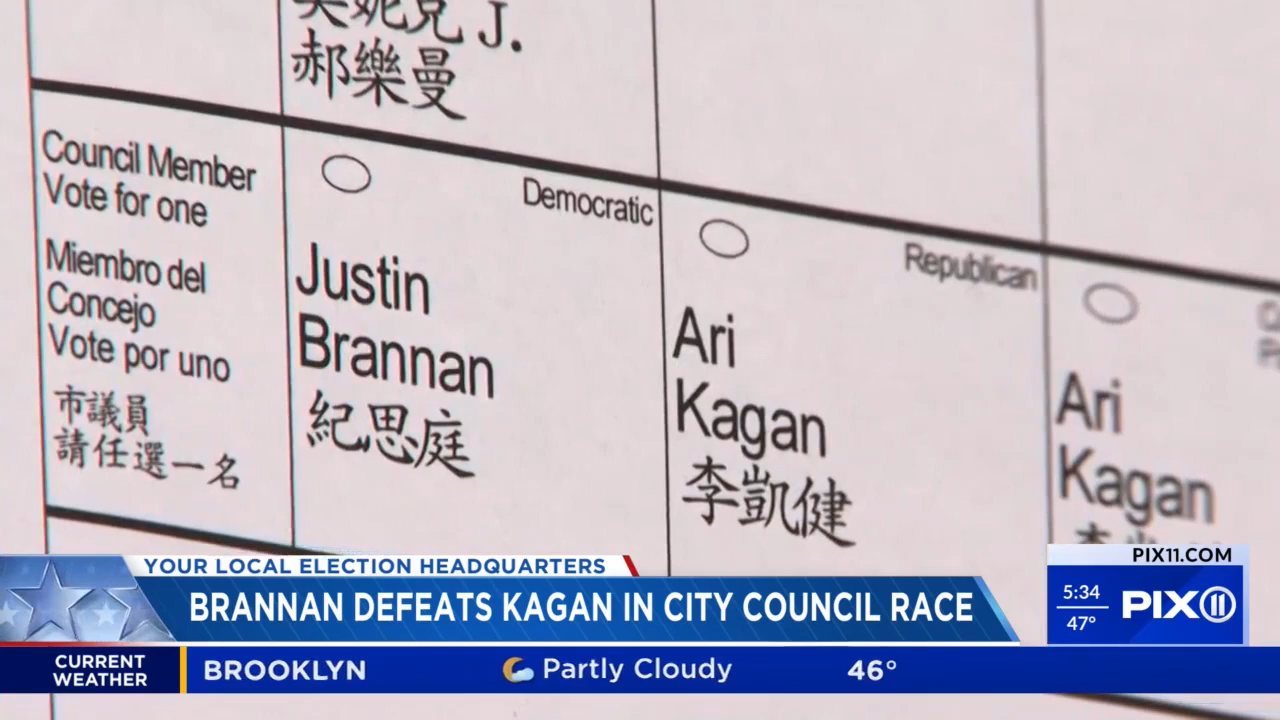 J.
郝樂曼
Council Member
Vote for one
Miembro del
Concejo
Vote por uno
市議員
請任選一名
Democratic
Justin
Brannan
紀思庭
Republican
Ari
Kagan
李凱健
Ari
Kagan
YOUR LOCAL ELECTION HEADQUARTERS
BRANNAN DEFEATS KAGAN IN CITY COUNCIL RACE
PIX11.COM
5:34
47°
PIX11
CURRENT
WEATHER
BROOKLYN
Partly Cloudy
46°